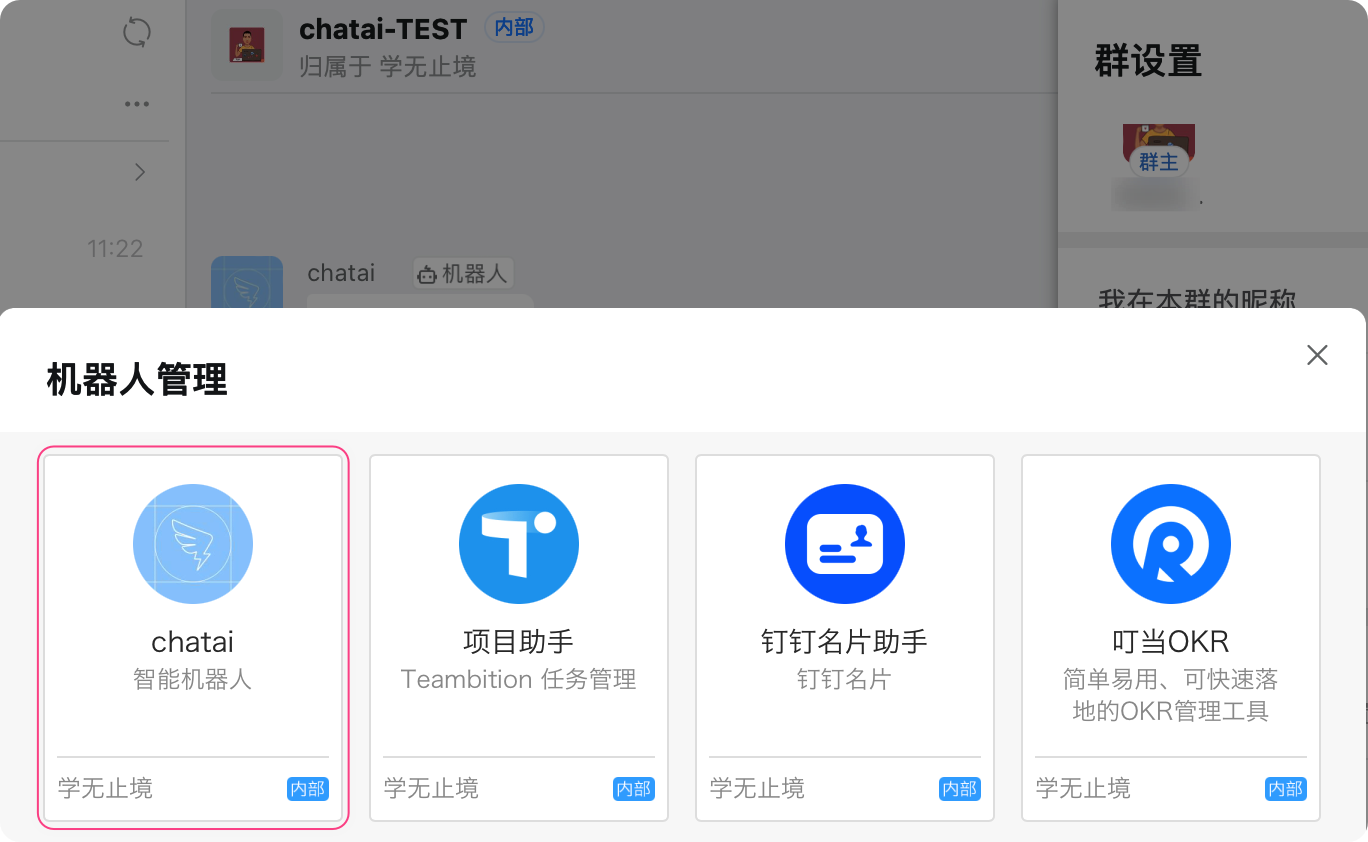 chatai-TEST 内部
归属于 学无止境
群设置
群主
11:22
chatai 机器人
我在本群的昵称
机器人管理
chatai
智能机器人
学无止境 内部
项目助手
Teambition 任务管理
学无止境 内部
钉钉名片助手
钉钉名片
学无止境 内部
叮当OKR
简单易用、可快速落
地的OKR管理工具
学无止境 内部